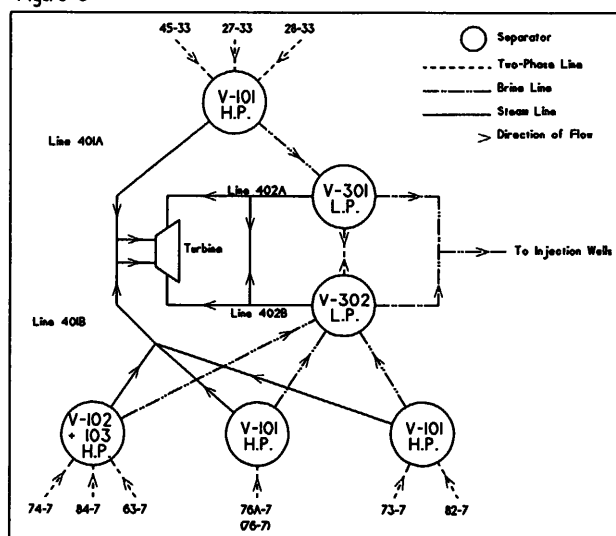 45-33 27-33 28-33
V-101
H.P.
Separator
Two-Phase Line
Brine Line
Steam Line
Direction of Flow
Line 401A
Line 402A
V-301
L.P.
Turbine
To Injection Wells
Line 402B
V-302
L.P.
Line 401B
V-102
+ 103
H.P.
V-101
H.P.
V-101
H.P.
74-7 84-7 63-7
76A-7
(76-7)
73-7 82-7